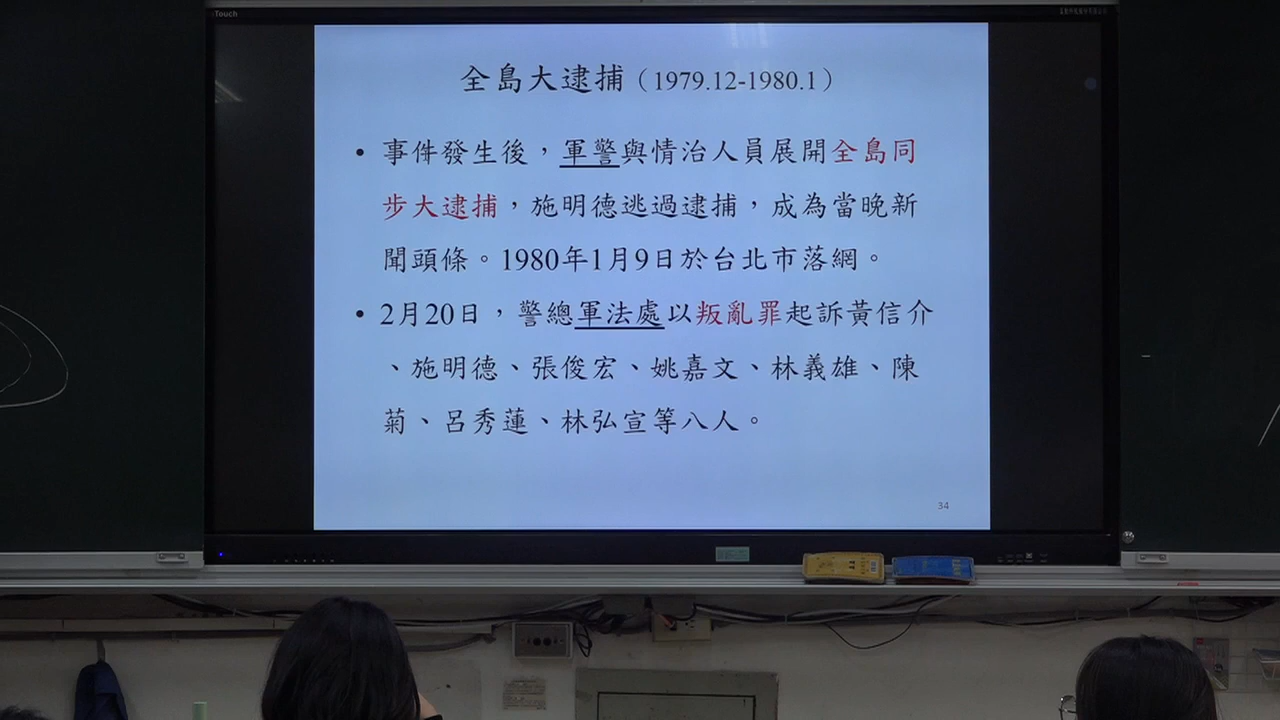 Touch
全島大逮捕（1979.12-1980.1）
• 事件發生後，軍警與情治人員展開全島同
步大逮捕，施明德逃過逮捕，成為當晚新
聞頭條。1980年1月9日於台北市落網。
• 2月20日，警總軍法處以叛亂罪起訴黃信介
、施明德、張俊宏、姚嘉文、林義雄、陳
菊、呂秀蓮、林弘宣等八人。
34